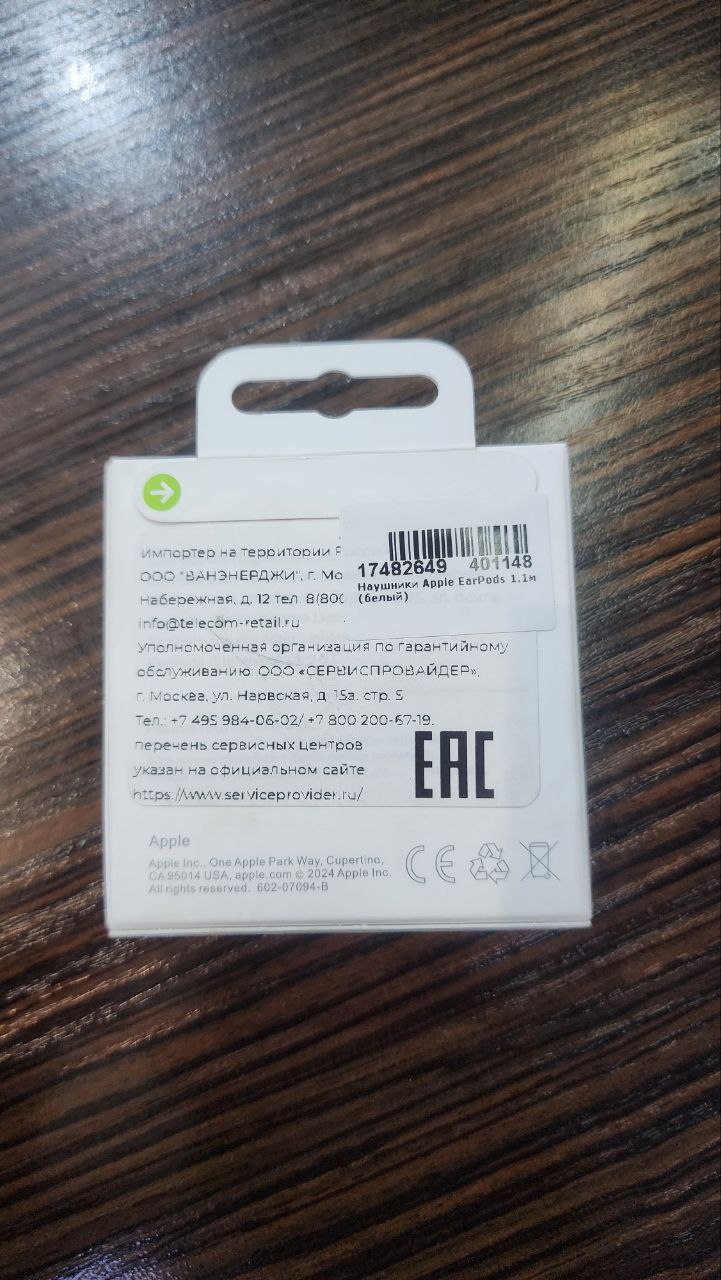 Импортер на территории
ООО "ВАНЭНЕРДЖИ", г. Мо
Набережная, д. 12 тел. 8(800
info@telecom-retail.ru
17482649 401148
Наушники Apple EarPods 1.1м
(белый)
Уполномоченная организация по гарантийному
обслуживанию: ООО «СЕРВИСПРОВАЙДЕР»,
г. Москва, ул. Нарвская, д. 15а. стр. 5
Тел.: +7 495 984-06-02/ +7 800 200-67-19.
перечень сервисных центров
указан на официальном сайте
https://www.serviceprovider.ru/
EAC
Apple
Apple Inc., One Apple Park Way, Cupertino,
CA 95014 USA, apple.com © 2024 Apple Inc.
All rights reserved. 602-07094-B
CE